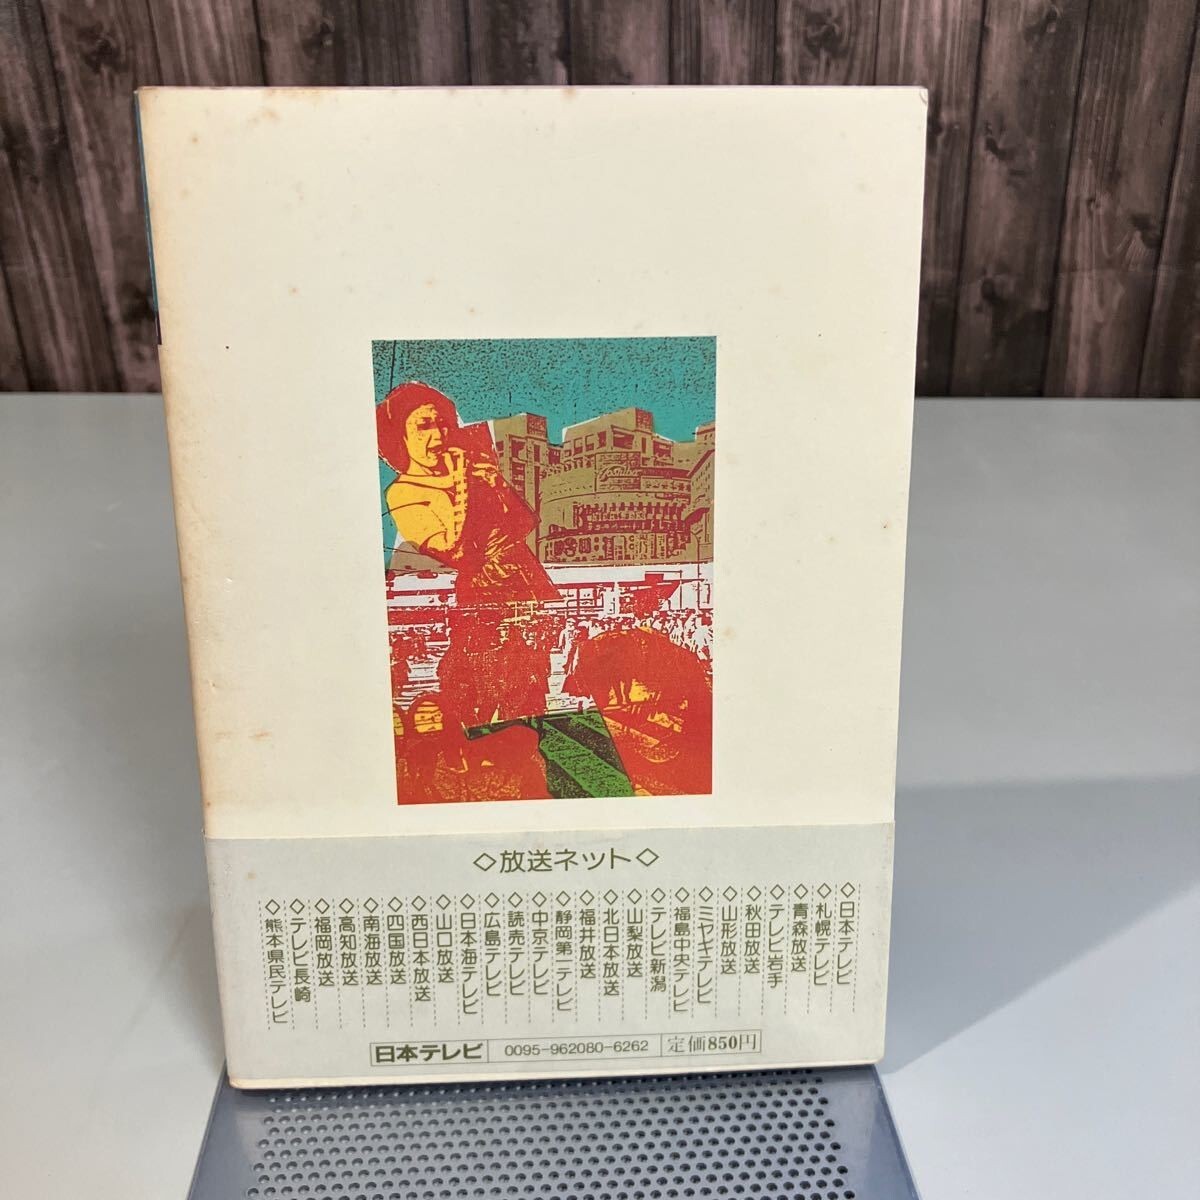 ◇放送ネット◇
◇日本テレビ
◇札幌テレビ
◇青森放送
◇テレビ岩手
◇秋田放送
◇山形放送
◇ミヤギテレビ
◇福島中央テレビ
◇テレビ新潟
◇山梨放送
◇北日本放送
◇福井放送
◇静岡第一テレビ
◇中京テレビ
◇読売テレビ
◇広島テレビ
◇日本海テレビ
◇山口放送
◇西日本放送
◇四国放送
◇南海放送
◇高知放送
◇福岡放送
◇テレビ長崎
◇熊本県民テレビ
日本テレビ 0095-962080-6262 定価850円